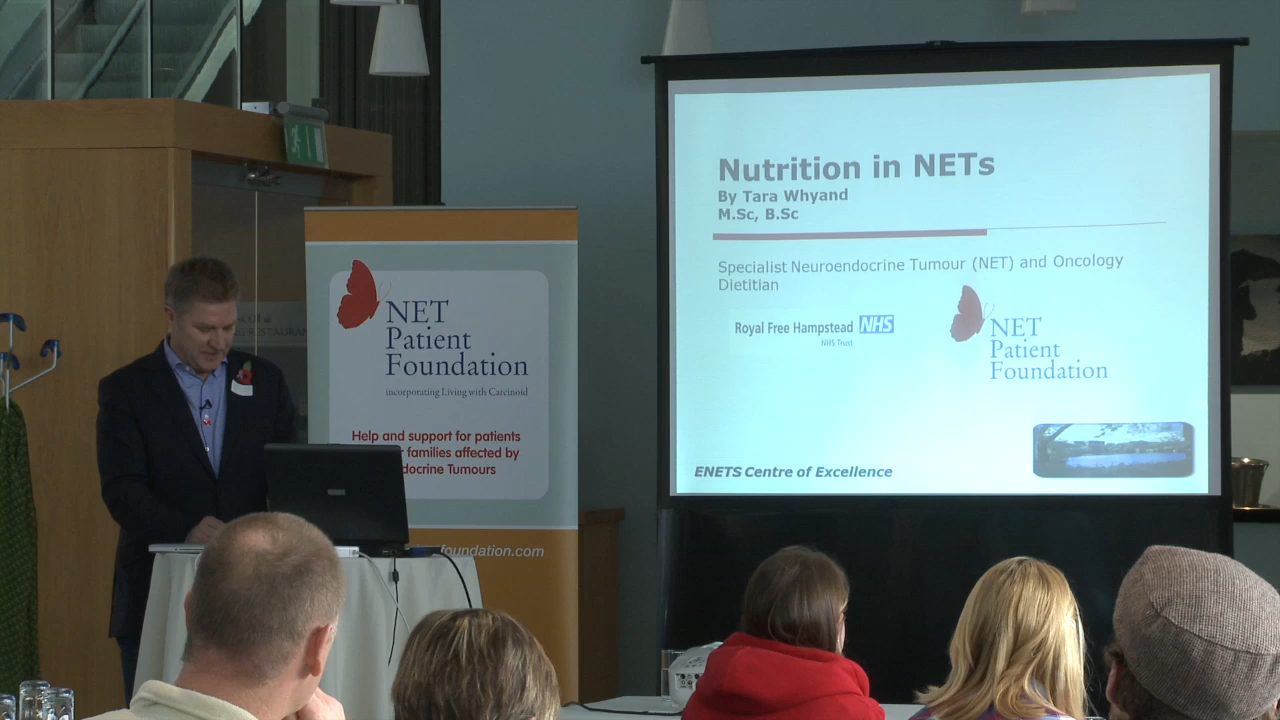 NET
Patient
Foundation
incorporating Living with Carcinoid
Help and support for patients
families affected by
docrine Tumours
foundation.com
Nutrition in NETs
By Tara Whyand
M.Sc, B.Sc
Specialist Neuroendocrine Tumour (NET) and Oncology
Dietitian
Royal Free Hampstead NHS
NHS Trust
NET
Patient
Foundation
ENETS Centre of Excellence